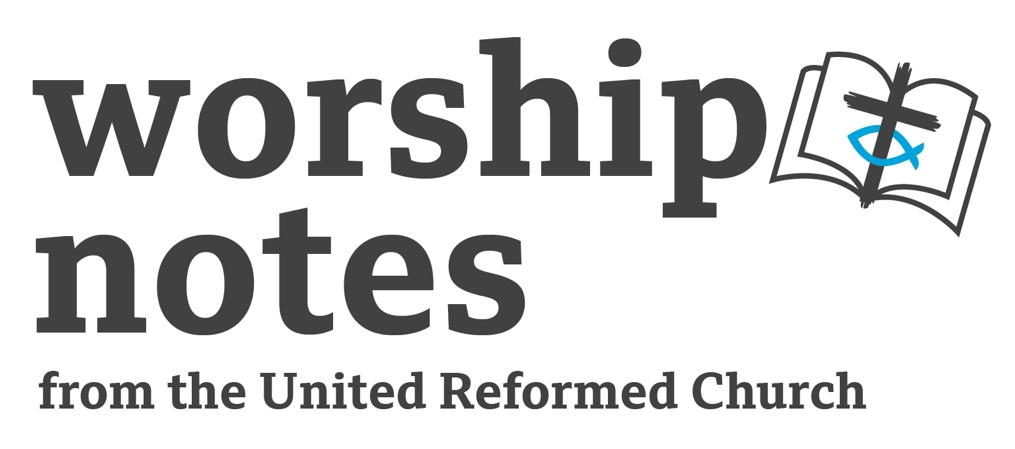 worship
notes
from the United Reformed Church